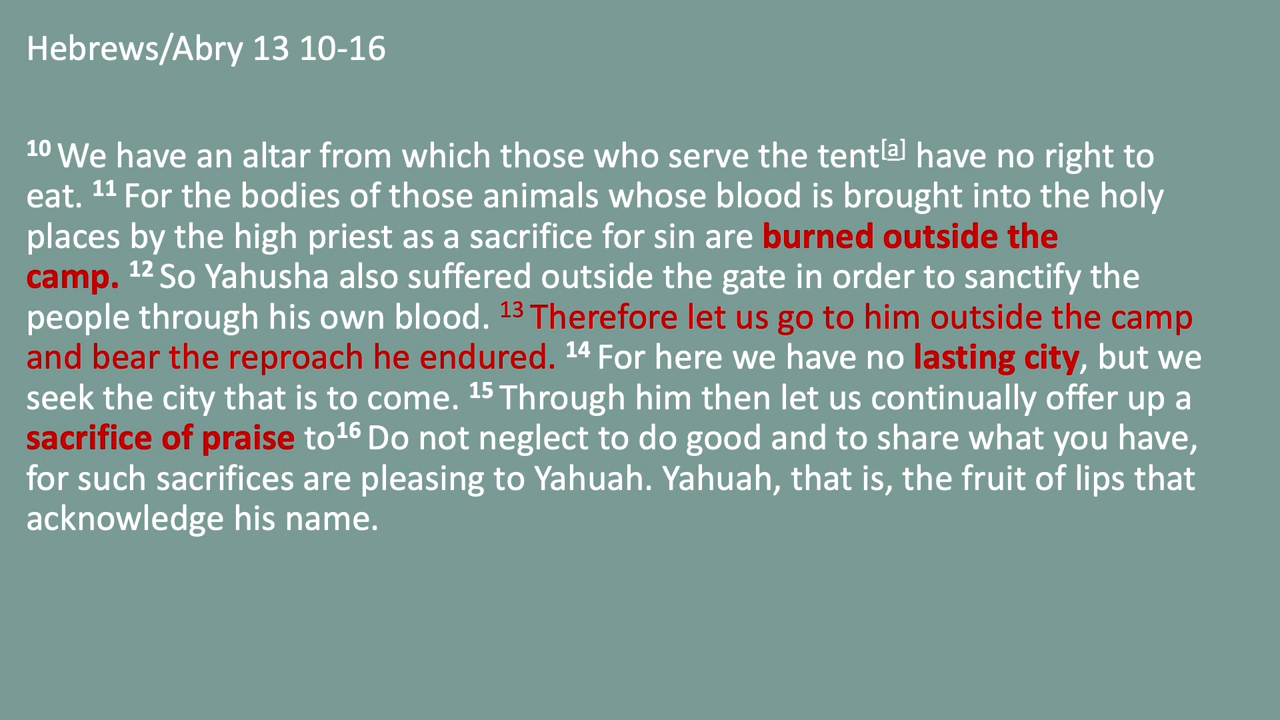 Hebrews/Abry 13 10-16
10 We have an altar from which those who serve the tent[a] have no right to
eat. 11 For the bodies of those animals whose blood is brought into the holy
places by the high priest as a sacrifice for sin are burned outside the
camp. 12 So Yahusha also suffered outside the gate in order to sanctify the
people through his own blood. 13 Therefore let us go to him outside the camp
and bear the reproach he endured. 14 For here we have no lasting city, but we
seek the city that is to come. 15 Through him then let us continually offer up a
sacrifice of praise to16 Do not neglect to do good and to share what you have,
for such sacrifices are pleasing to Yahuah. Yahuah, that is, the fruit of lips that
acknowledge his name.